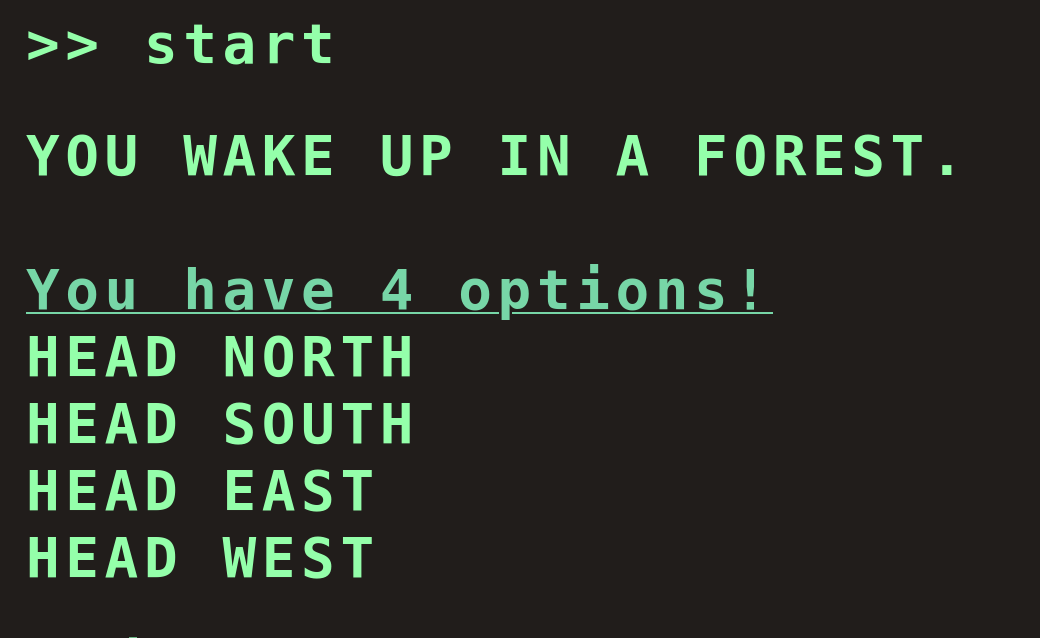 >> start
YOU WAKE UP IN A FOREST.
You have 4 options!
HEAD NORTH
HEAD SOUTH
HEAD EAST
HEAD WEST